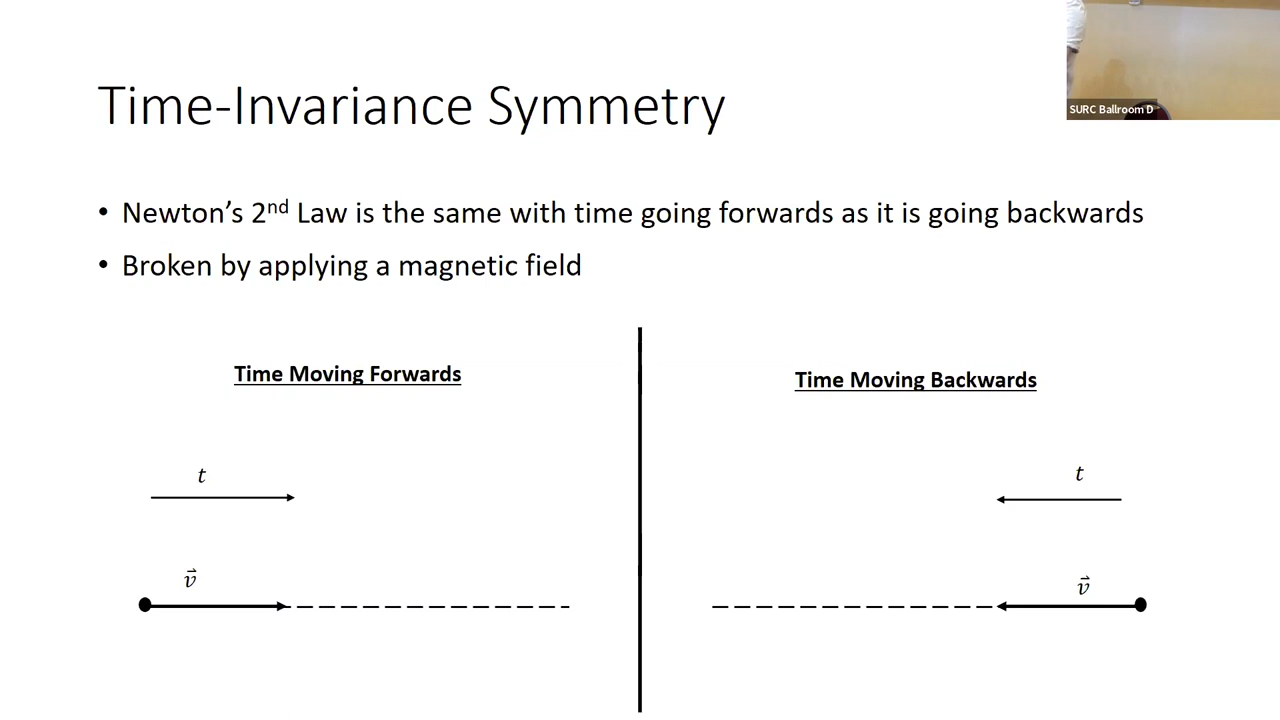 SURC Ballroom D
Time-Invariance Symmetry
• Newton’s 2nd Law is the same with time going forwards as it is going backwards
• Broken by applying a magnetic field
Time Moving Forwards
t
v⃗
Time Moving Backwards
t
v⃗